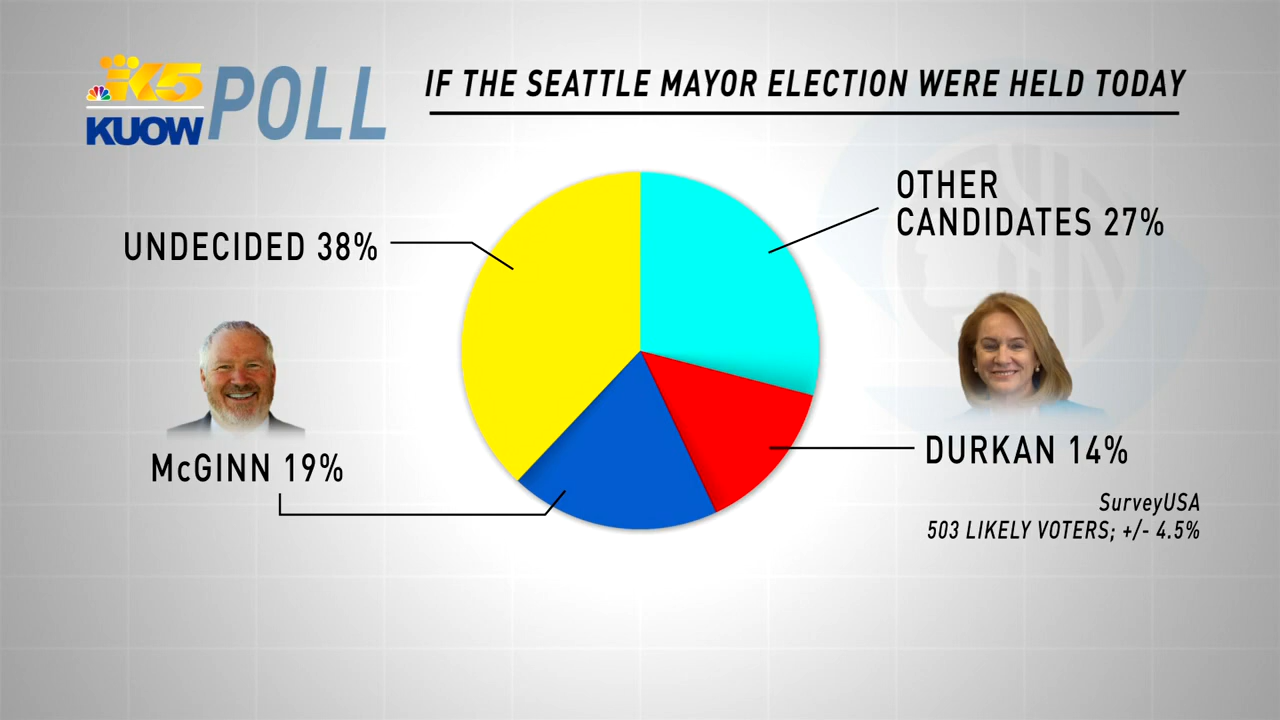 K5
KUOW
POLL
IF THE SEATTLE MAYOR ELECTION WERE HELD TODAY
OTHER
CANDIDATES 27%
UNDECIDED 38%
McGINN 19%
DURKAN 14%
SurveyUSA
503 LIKELY VOTERS; +/- 4.5%